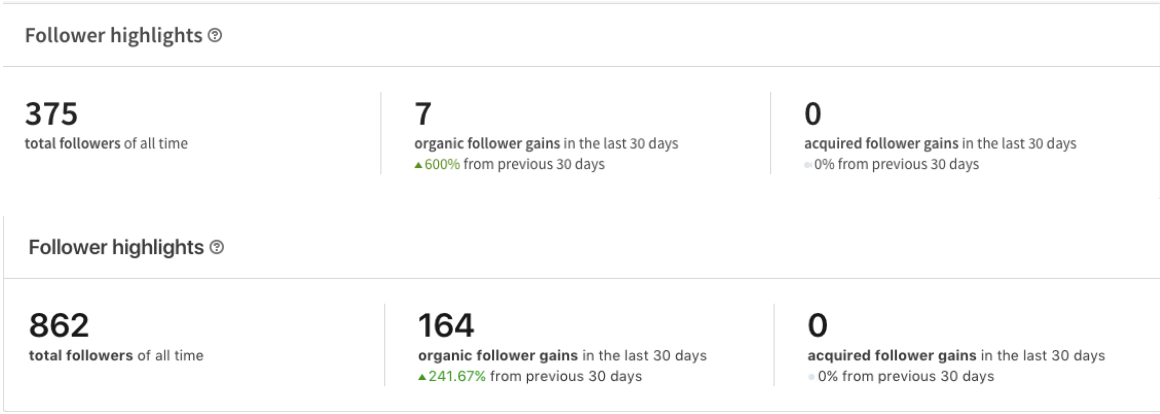 Follower highlights
375
total followers of all time
7
organic follower gains in the last 30 days
▲600% from previous 30 days
0
acquired follower gains in the last 30 days
0% from previous 30 days
Follower highlights
862
total followers of all time
164
organic follower gains in the last 30 days
▲241.67% from previous 30 days
0
acquired follower gains in the last 30 days
0% from previous 30 days